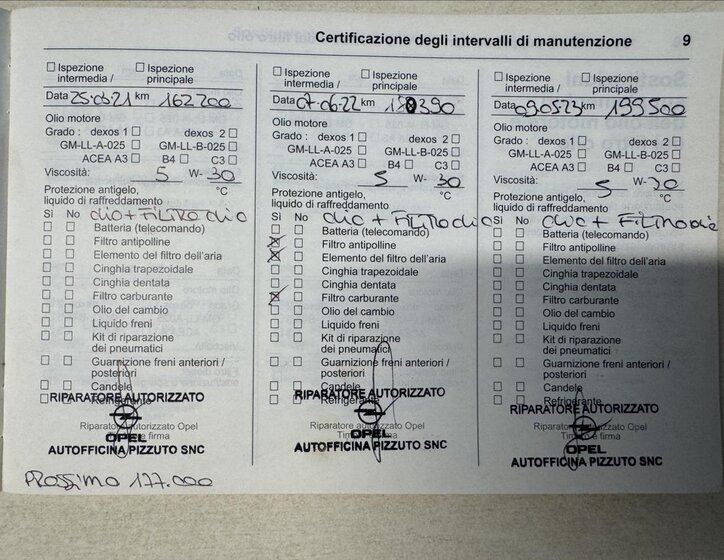 Certificazione degli intervalli di manutenzione 9
Ispezione intermedia /
Ispezione principale
Data 25.06.21 km 162200
Olio motore
Grado : dexos 1 dexos 2
GM-LL-A-025 GM-LL-B-025
ACEA A3 B4 C3
Viscosità: 5 W- 30
Protezione antigelo, °C
liquido di raffreddamento
Sì No olio + FILTRO olio
Batteria (telecomando)
Filtro antipolline
Elemento del filtro dell'aria
Cinghia trapezoidale
Cinghia dentata
Filtro carburante
Olio del cambio
Liquido freni
Kit di riparazione
dei pneumatici
Guarnizione freni anteriori /
posteriori
Candele
Refrigerante
RIPARATORE AUTORIZZATO
Riparatore autorizzato Opel
Timbro e firma
OPEL
AUTOFFICINA PIZZUTO SNC
PROSSIMO 177.000
Ispezione intermedia /
Ispezione principale
Data 07-06-22 km
Olio motore
Grado : dexos 1 dexos 2
GM-LL-A-025 GM-LL-B-025
ACEA A3 B4 C3
Viscosità: 5 W- 30
Protezione antigelo, °C
liquido di raffreddamento
Sì No olio + FILTRO olio
Batteria (telecomando)
Filtro antipolline
Elemento del filtro dell'aria
Cinghia trapezoidale
Cinghia dentata
Filtro carburante
Olio del cambio
Liquido freni
Kit di riparazione
dei pneumatici
Guarnizione freni anteriori /
posteriori
Candele
Refrigerante
RIPARATORE AUTORIZZATO
Riparatore autorizzato Opel
Timbro e firma
OPEL
AUTOFFICINA PIZZUTO SNC
Ispezione intermedia /
Ispezione principale
Data 090523 km 199500
Olio motore
Grado : dexos 1 dexos 2
GM-LL-A-025 GM-LL-B-025
ACEA A3 B4 C3
Viscosità: 5 W-
Protezione antigelo, °C
liquido di raffreddamento
Sì No olio + FILTRO olio
Batteria (telecomando)
Filtro antipolline
Elemento del filtro dell'aria
Cinghia trapezoidale
Cinghia dentata
Filtro carburante
Olio del cambio
Liquido freni
Kit di riparazione
dei pneumatici
Guarnizione freni anteriori /
posteriori
Candele
Refrigerante
RIPARATORE AUTORIZZATO
Riparatore autorizzato Opel
Timbro e firma
OPEL
AUTOFFICINA PIZZUTO SNC